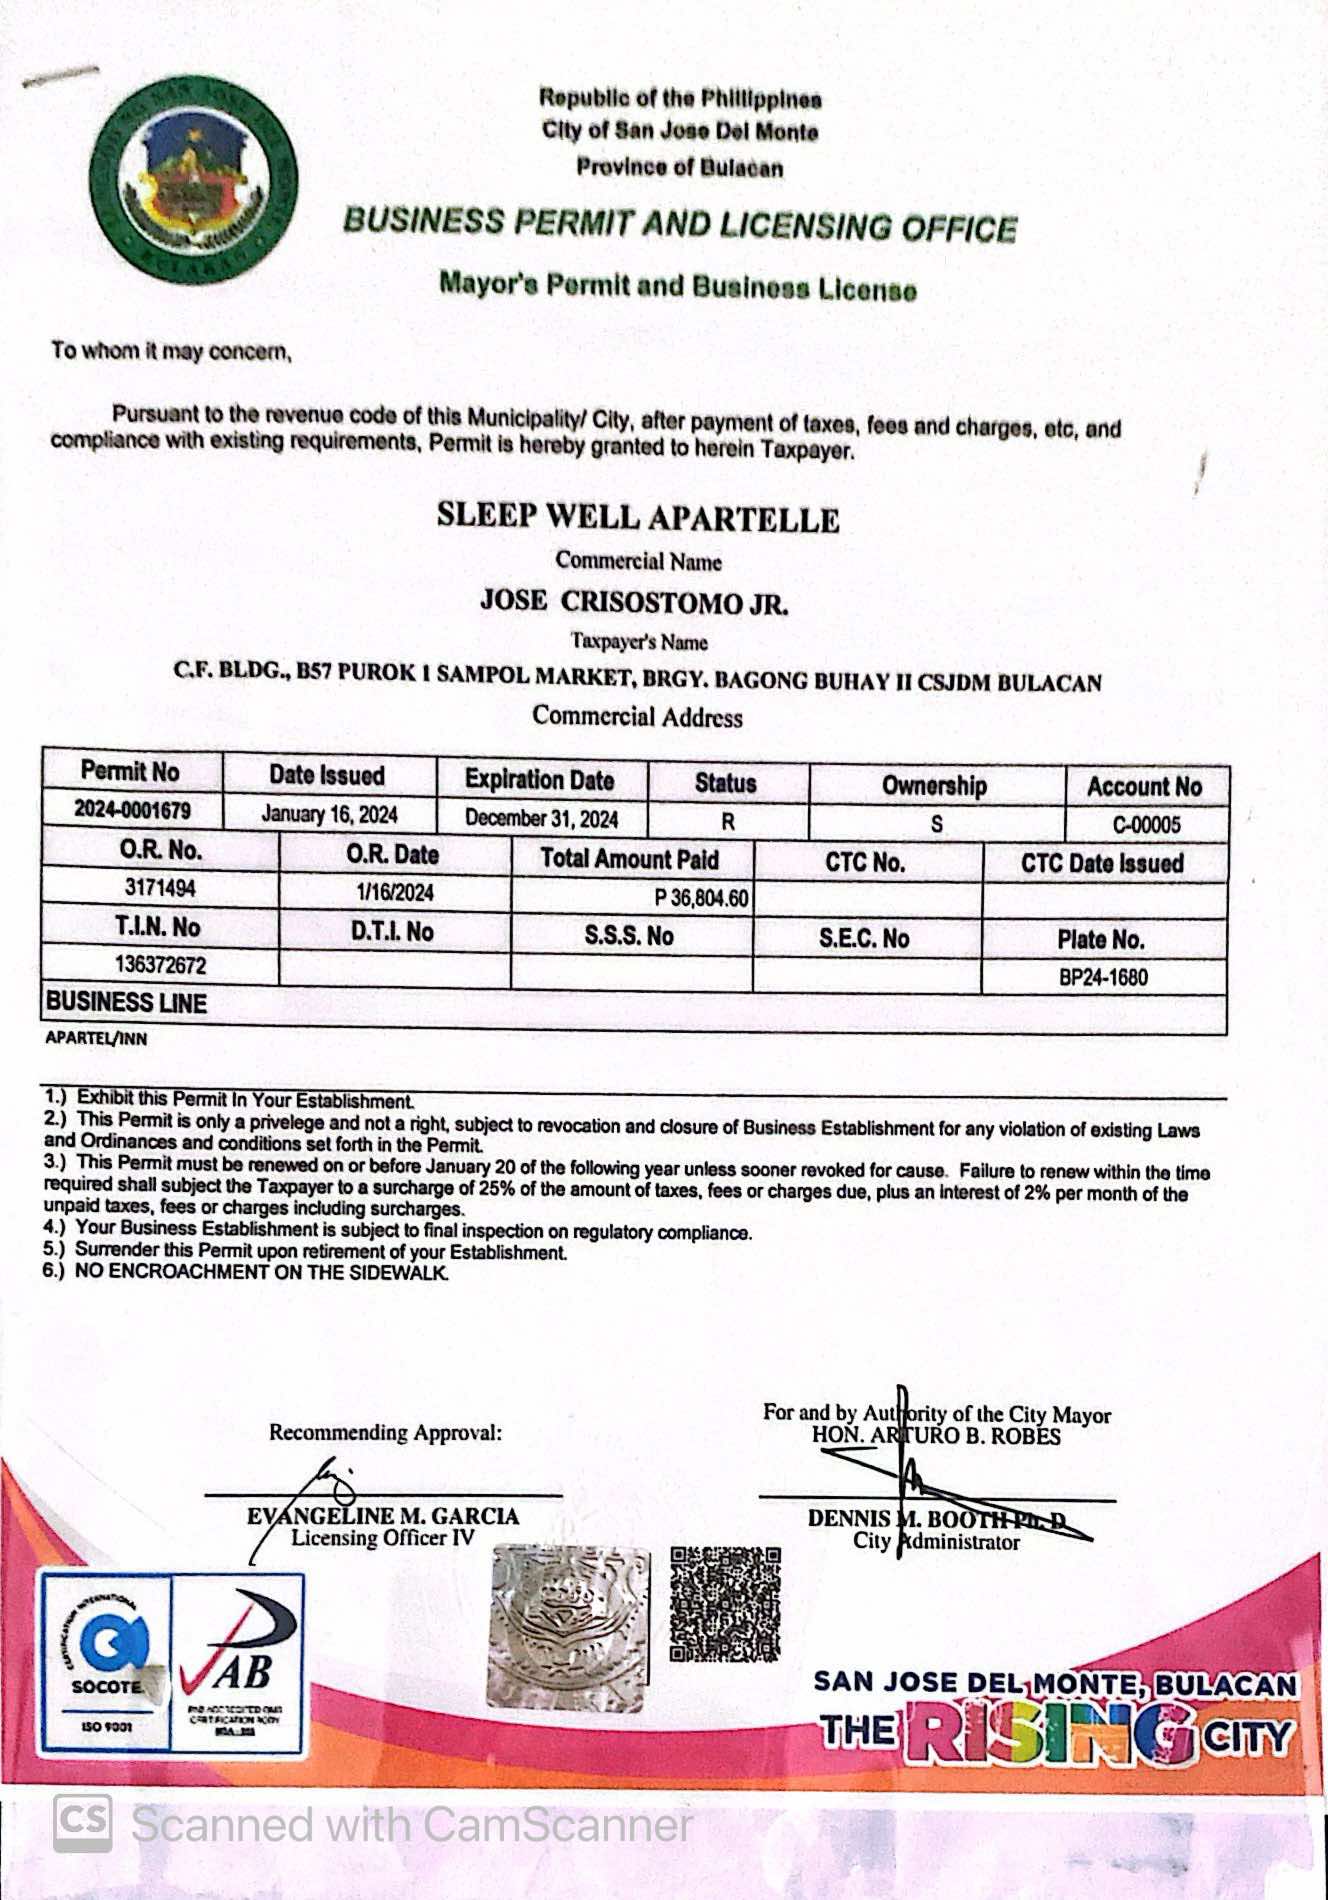 Republic of the Phillippines
City of San Jose Del Monte
Province of Bulacan
BUSINESS PERMIT AND LICENSING OFFICE
Mayor's Permit and Business License
To whom it may concern,
Pursuant to the revenue code of this Municipality/ City, after payment of taxes, fees and charges, etc, and
compliance with existing requirements, Permit is hereby granted to herein Taxpayer.
SLEEP WELL APARTELLE
Commercial Name
JOSE CRISOSTOMO JR.
Taxpayer's Name
C.F. BLDG., B57 PUROK 1 SAMPOL MARKET, BRGY. BAGONG BUHAY II CSJDM BULACAN
Commercial Address
Permit No Date Issued Expiration Date Status Ownership Account No
2024-0001679 January 16, 2024 December 31, 2024 R S C-00005
O.R. No. O.R. Date Total Amount Paid CTC No. CTC Date Issued
3171494 1/16/2024 P 36,804.60
T.I.N. No D.T.I. No S.S.S. No S.E.C. No Plate No.
136372672 BP24-1680
BUSINESS LINE
APARTEL/INN
1.) Exhibit this Permit In Your Establishment.
2.) This Permit is only a privelege and not a right, subject to revocation and closure of Business Establishment for any violation of existing Laws
and Ordinances and conditions set forth in the Permit.
3.) This Permit must be renewed on or before January 20 of the following year unless sooner revoked for cause. Failure to renew within the time
required shall subject the Taxpayer to a surcharge of 25% of the amount of taxes, fees or charges due, plus an Interest of 2% per month of the
unpaid taxes, fees or charges including surcharges.
4.) Your Business Establishment is subject to final inspection on regulatory compliance.
5.) Surrender this Permit upon retirement of your Establishment.
6.) NO ENCROACHMENT ON THE SIDEWALK.
Recommending Approval:
EVANGELINE M. GARCIA
Licensing Officer IV
For and by Authority of the City Mayor
HON. ARTURO B. ROBES
DENNIS M. BOOTH Ph. D
City Administrator
CERTIFICATION INTERNATIONAL
SOCOTE
ISO 9001
PAB
PAB ACCREDITED QMS
CERTIFICATION BODY
SAN JOSE DEL MONTE, BULACAN
THE RISING CITY
CS Scanned with CamScanner